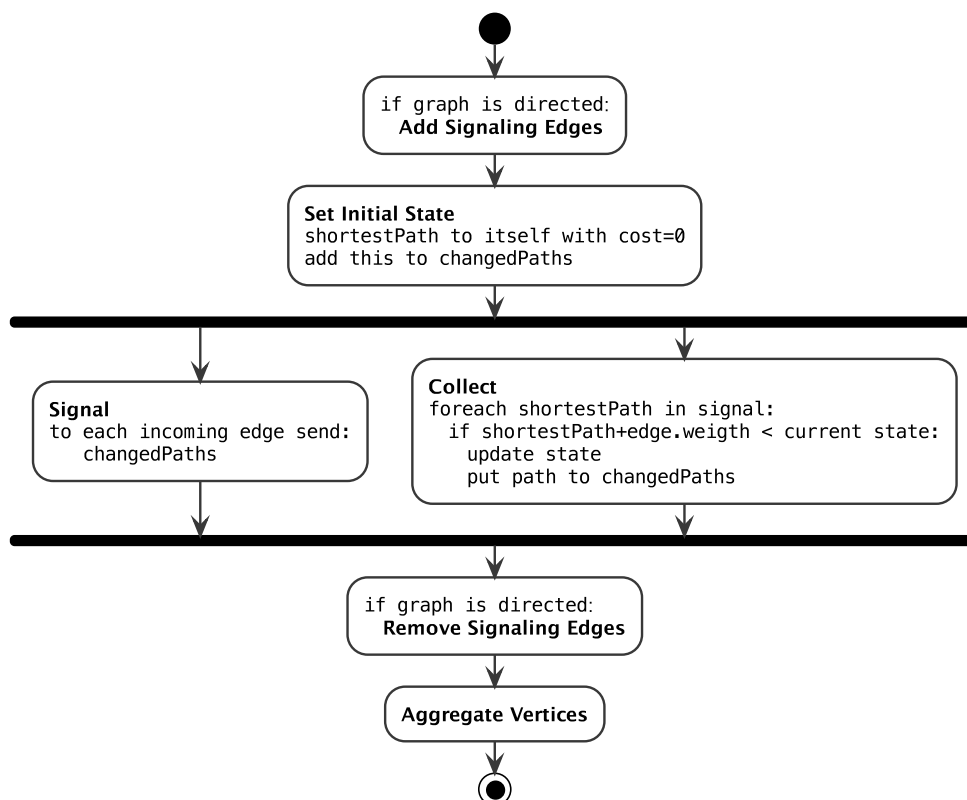 if graph is directed:
Add Signaling Edges
Set Initial State
shortestPath to itself with cost=0
add this to changedPaths
Signal
to each incoming edge send:
changedPaths
Collect
foreach shortestPath in signal:
if shortestPath+edge.weigth < current state:
update state
put path to changedPaths
if graph is directed:
Remove Signaling Edges
Aggregate Vertices